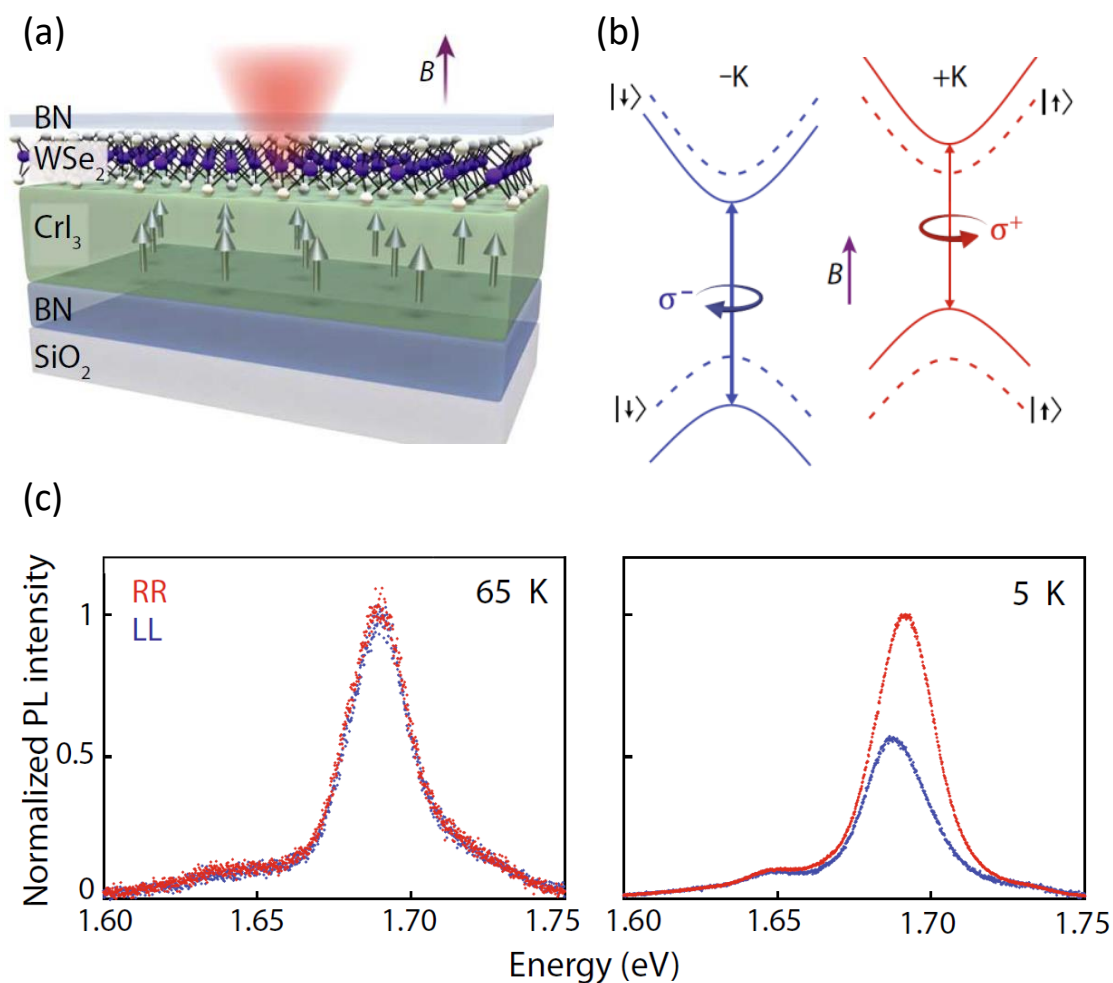 (a)
B
BN
WSe₂
CrI₃
BN
SiO₂
(b)
−K
+K
|↓⟩
|↑⟩
B
σ⁺
σ⁻
|↓⟩
|↑⟩
(c)
Normalized PL intensity
1
0.5
0
RR
LL
65 K
5 K
1.60
1.65
1.70
1.75
1.60
1.65
1.70
1.75
Energy (eV)